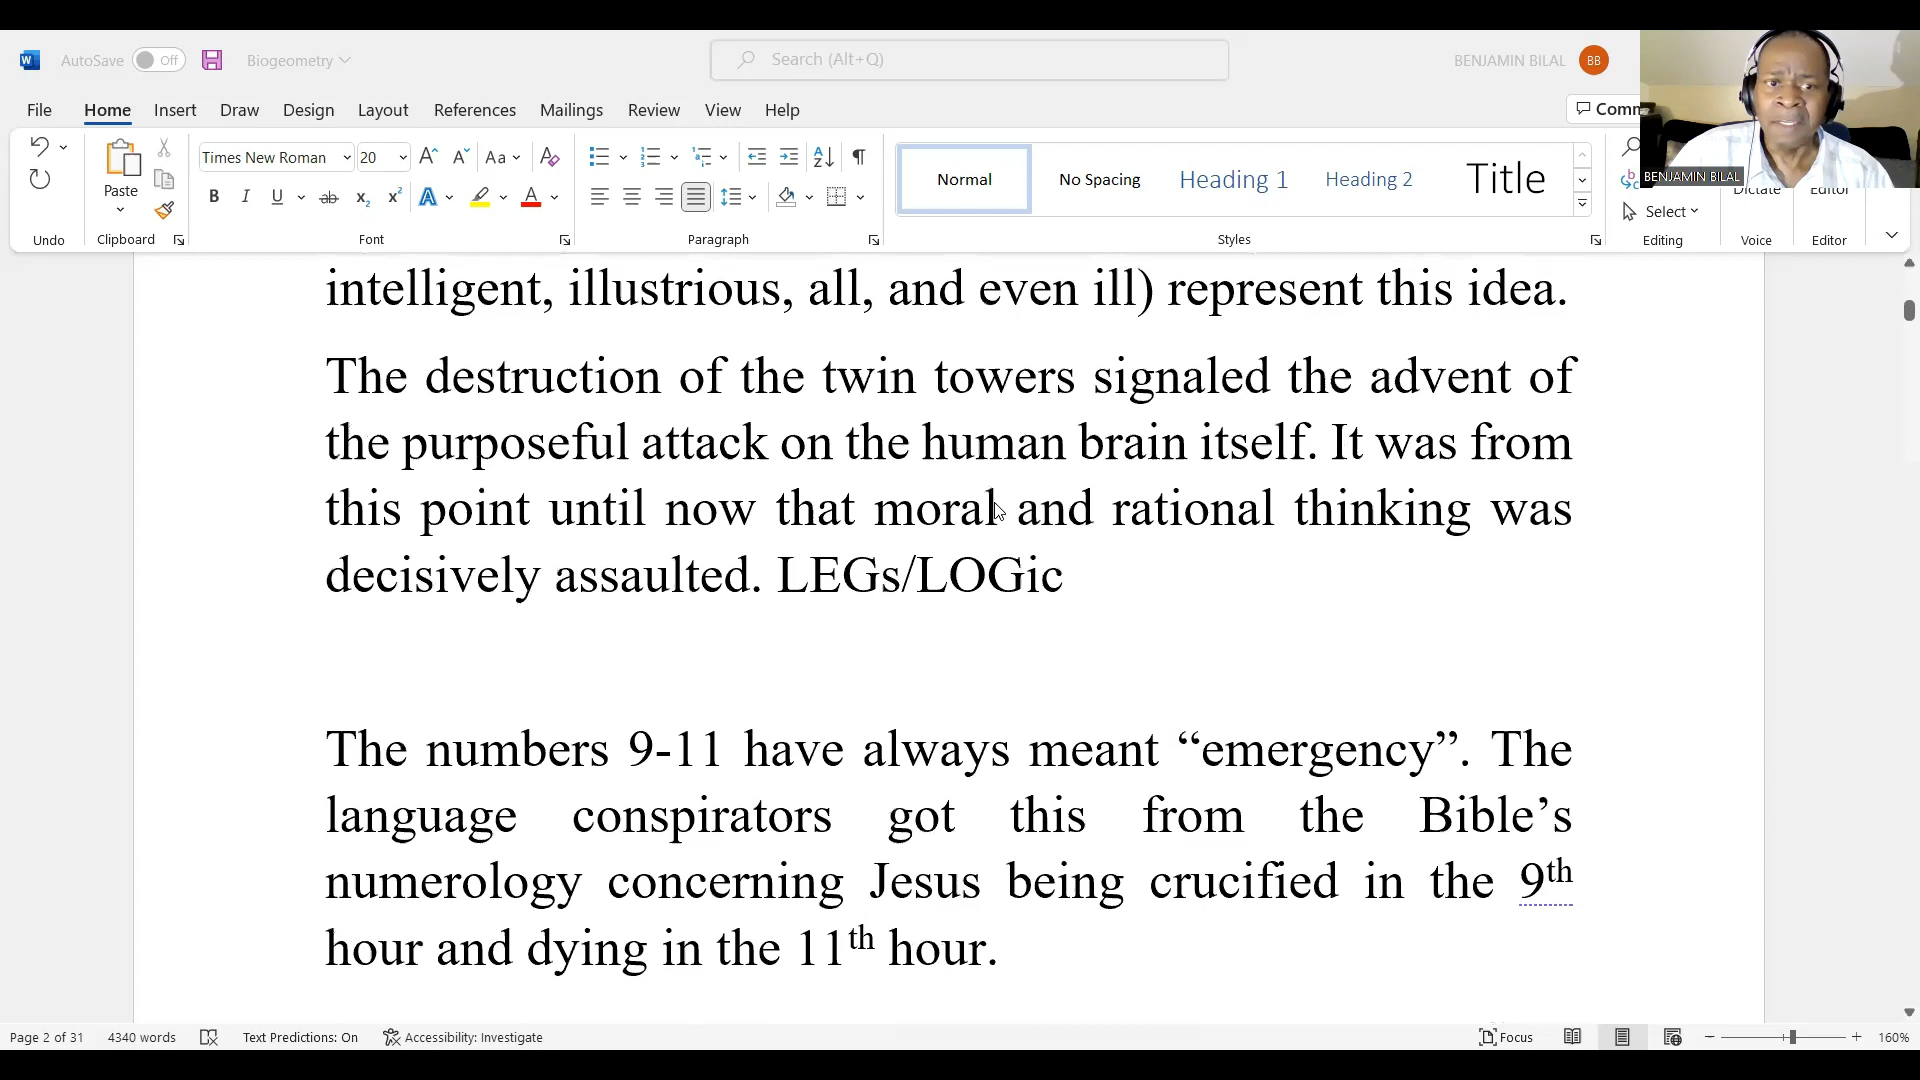 AutoSave Off Biogeometry Search (Alt+Q) BENJAMIN BILAL BB
File Home Insert Draw Design Layout References Mailings Review View Help
BENJAMIN BILAL
Times New Roman 20 Aa
Paste
Normal No Spacing Heading 1 Heading 2 Title
Select Dictate Editor
Undo Clipboard Font Paragraph Styles Editing Voice Editor
intelligent, illustrious, all, and even ill) represent this idea.
The destruction of the twin towers signaled the advent of
the purposeful attack on the human brain itself. It was from
this point until now that moral and rational thinking was
decisively assaulted. LEGs/LOGic
The numbers 9-11 have always meant “emergency”. The
language conspirators got this from the Bible’s
numerology concerning Jesus being crucified in the 9th
hour and dying in the 11th hour.
Page 2 of 31 4340 words Text Predictions: On Accessibility: Investigate Focus 160%